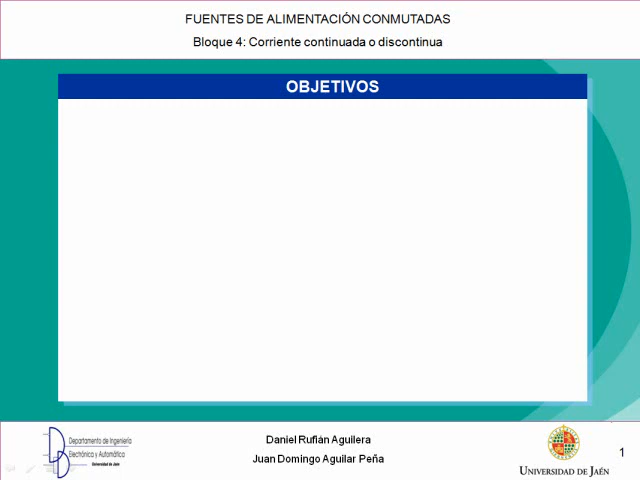 FUENTES DE ALIMENTACIÓN CONMUTADAS
Bloque 4: Corriente continuada o discontinua
OBJETIVOS
Departamento de Ingeniería
Electrónica y Automática
Universidad de Jaén
Daniel Ruflán Aguilera
Juan Domingo Aguilar Peña
UNIVERSIDAD DE JAÉN
1